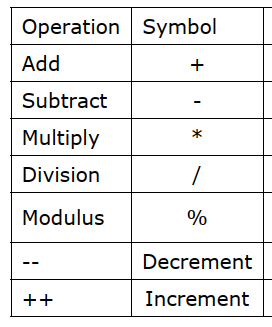 Operation Symbol
Add +
Subtract -
Multiply *
Division /
Modulus %
-- Decrement
++ Increment